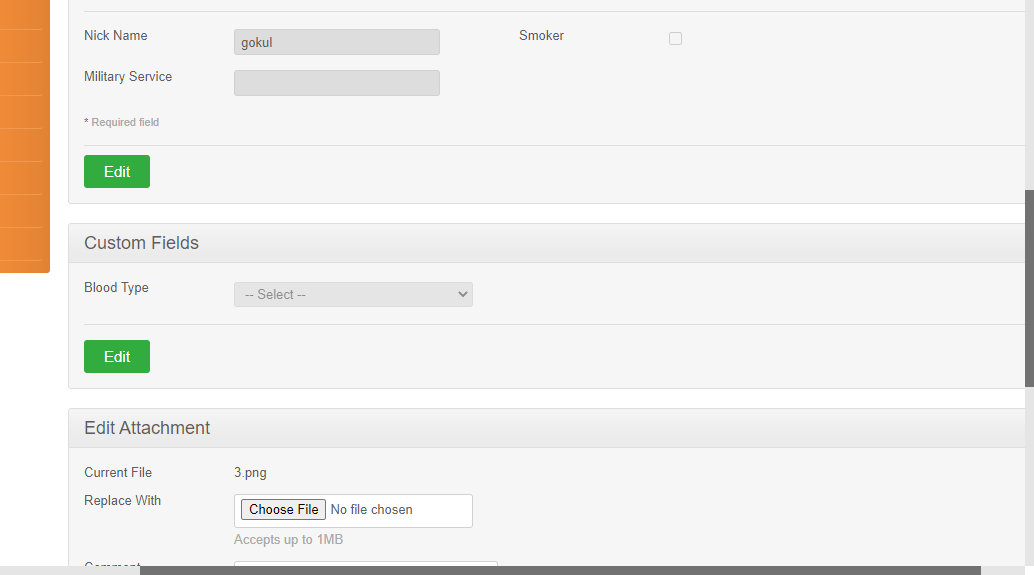 Nick Name
gokul
Smoker
Military Service
* Required field
Edit
Custom Fields
Blood Type
-- Select --
Edit
Edit Attachment
Current File
3.png
Replace With
Choose File No file chosen
Accepts up to 1MB
Comment